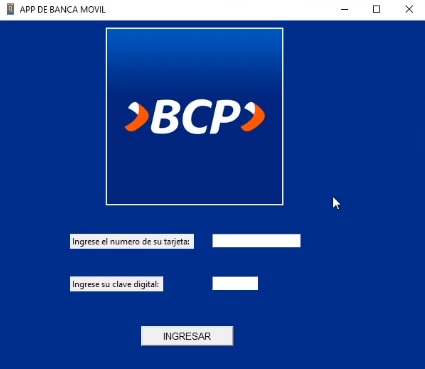 APP DE BANCA MOVIL
BCP
Ingrese el numero de su tarjeta:
Ingrese su clave digital:
INGRESAR